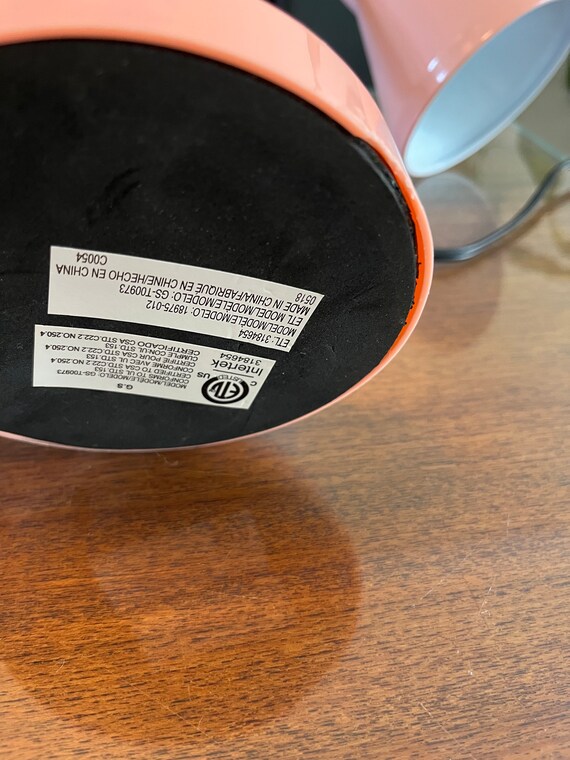 ETL: 3184654
MODEL/MODELE/MODELO: 18975-012
ETL MODEL/MODELE/MODELO: GS-T00973
MADE IN CHINA/FABRIQUE EN CHINE/HECHO EN CHINA
0518
C0054
G.S
MODEL/MODELE/MODELO: GS-T00973
CONFORMS TO UL STD.153
CERTIFIED TO CSA STD.C22.2 NO.250.4
CONFORME AVEC UL STD.153
CERTIFIE POUR CSA STD.C22.2 NO.250.4
CUMPLE CON UL STD.153
CERTIFICADO CSA STD.C22.2 NO.250.4
ETL
LISTED
C
US
Intertek
3184654